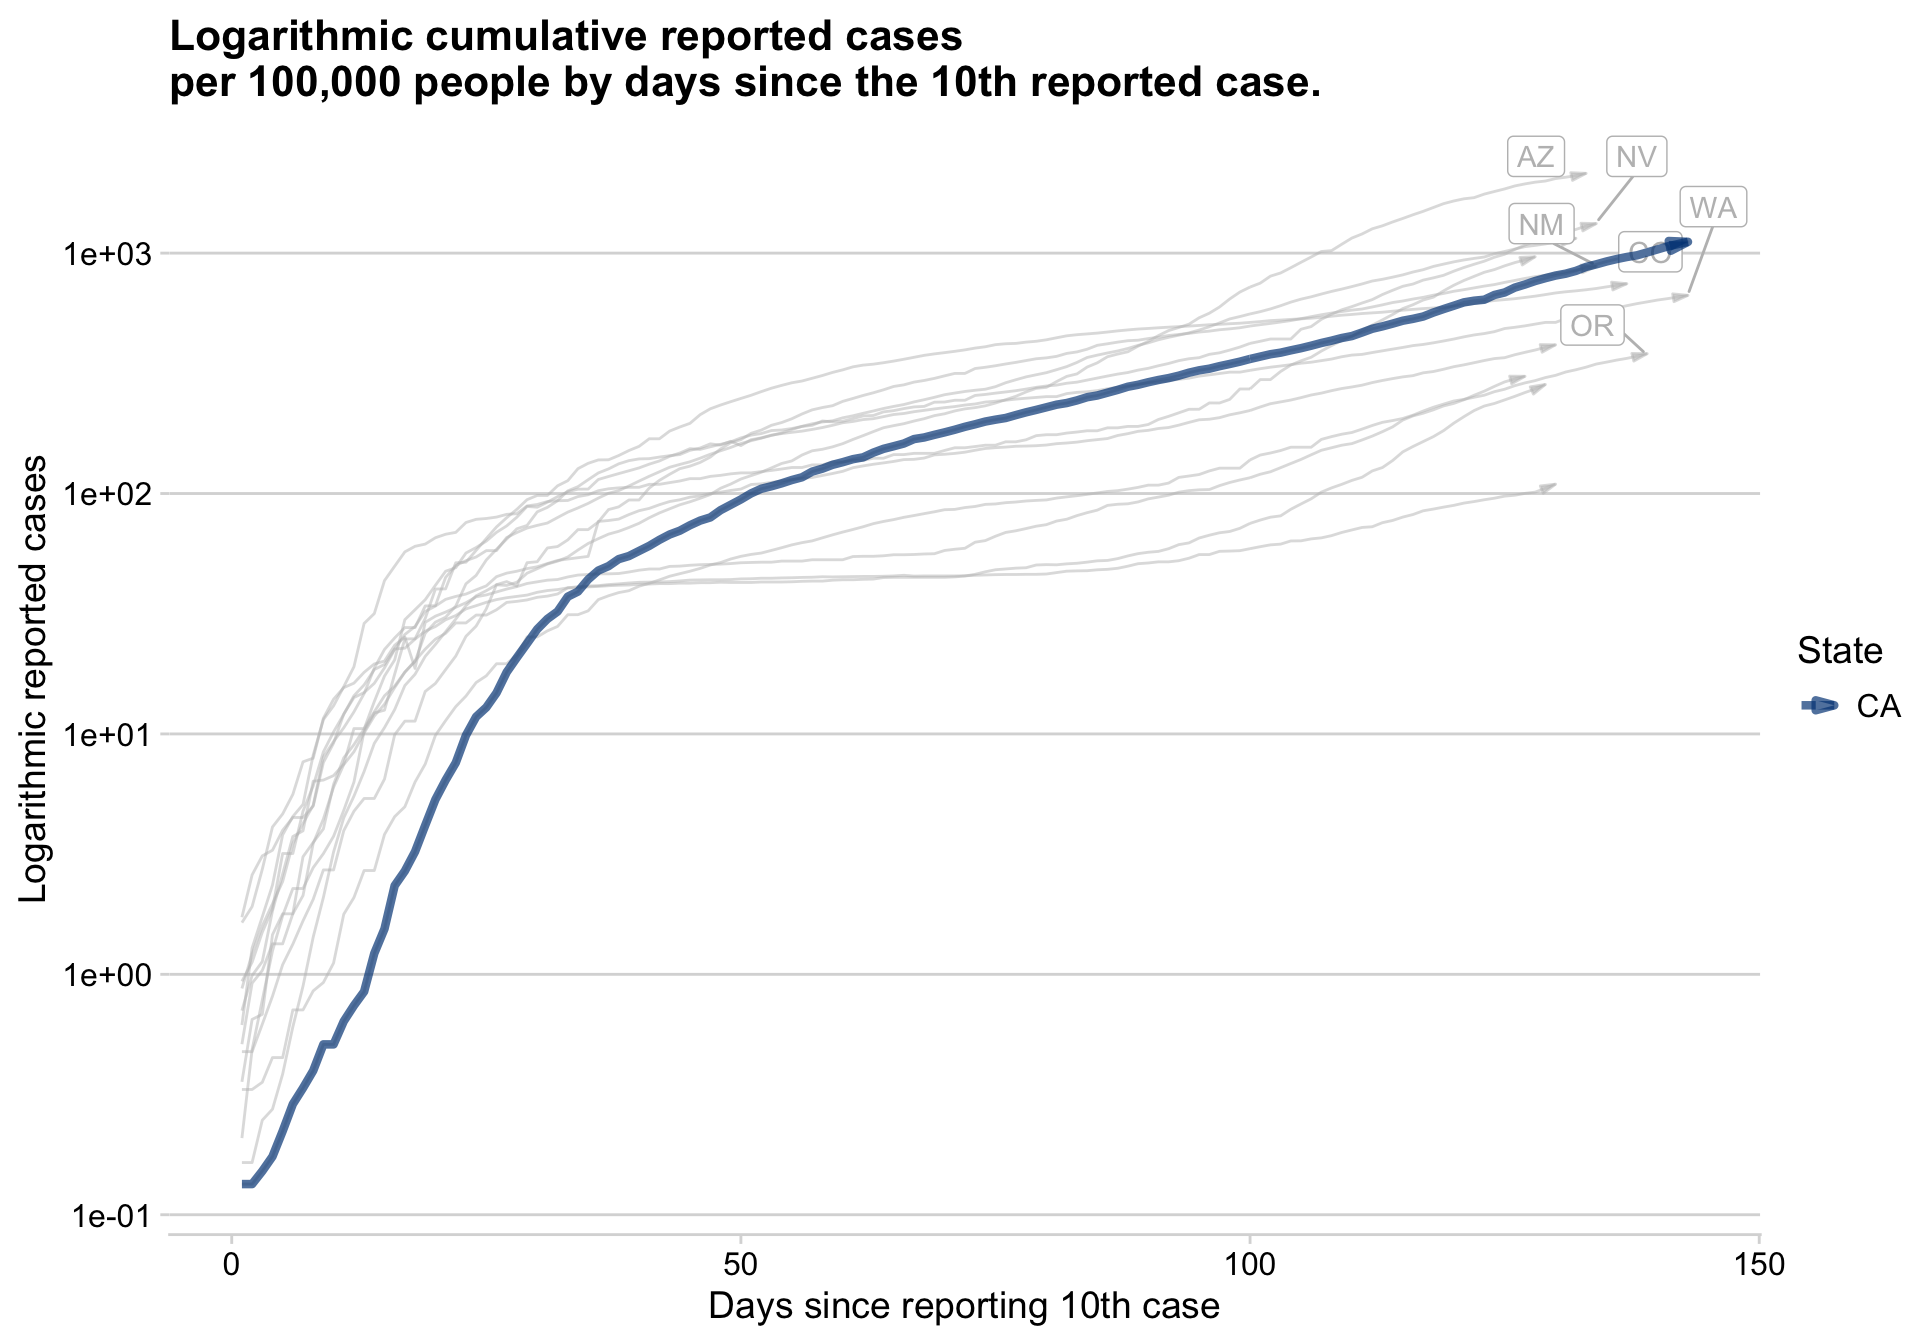 Logarithmic cumulative reported cases
per 100,000 people by days since the 10th reported case.
AZ
NV
WA
NM
OR
1e+03
1e+02
1e+01
1e+00
1e-01
Logarithmic reported cases
State
CA
0
50
100
150
Days since reporting 10th case